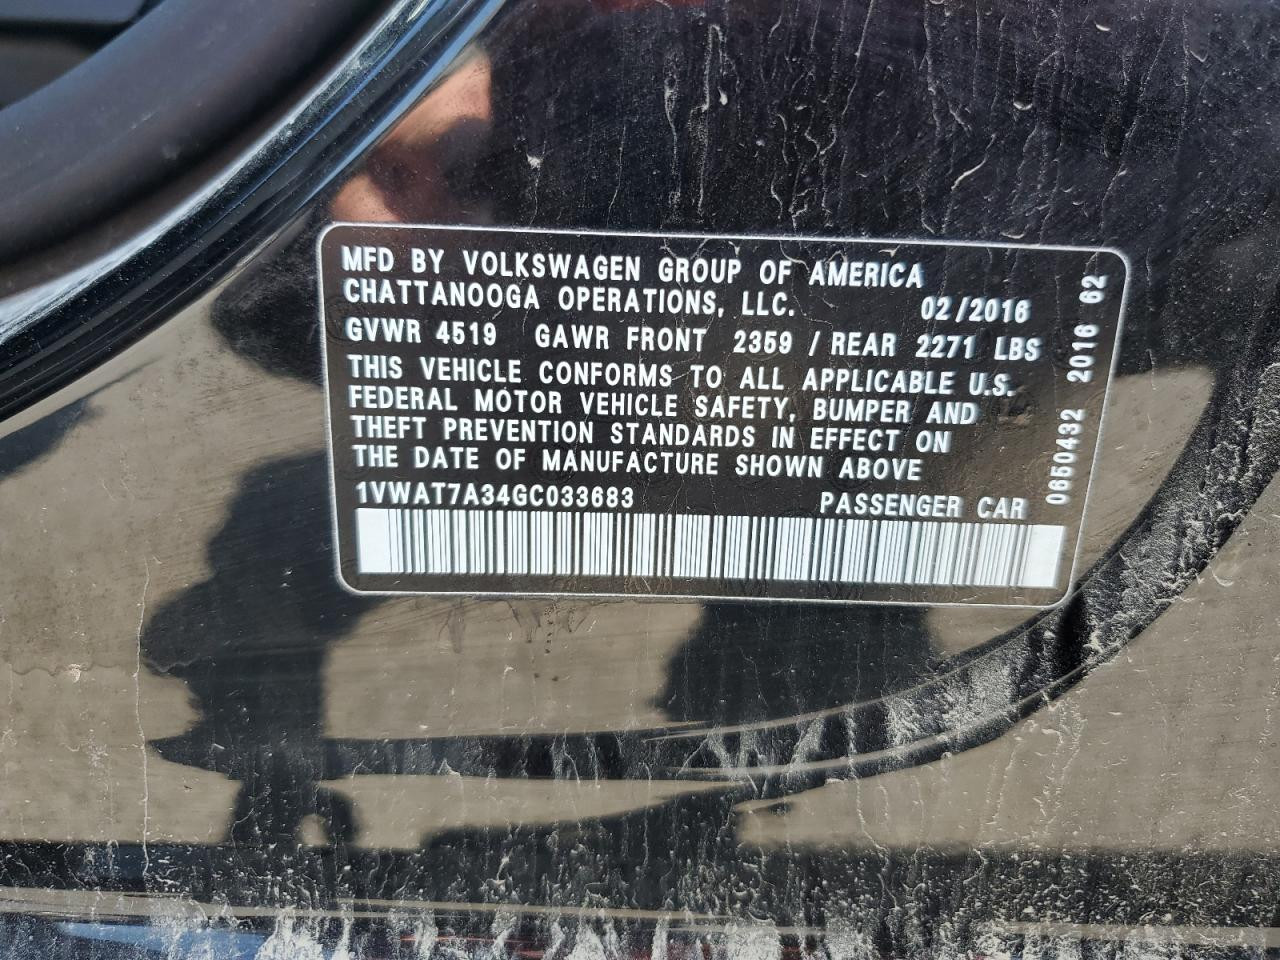 MFD BY VOLKSWAGEN GROUP OF AMERICA
CHATTANOOGA OPERATIONS, LLC. 02/2016
GVWR 4519 GAWR FRONT 2359 / REAR 2271 LBS
THIS VEHICLE CONFORMS TO ALL APPLICABLE U.S.
FEDERAL MOTOR VEHICLE SAFETY, BUMPER AND
THEFT PREVENTION STANDARDS IN EFFECT ON
THE DATE OF MANUFACTURE SHOWN ABOVE
1VWAT7A34GC033683 PASSENGER CAR
0650432 2016 62